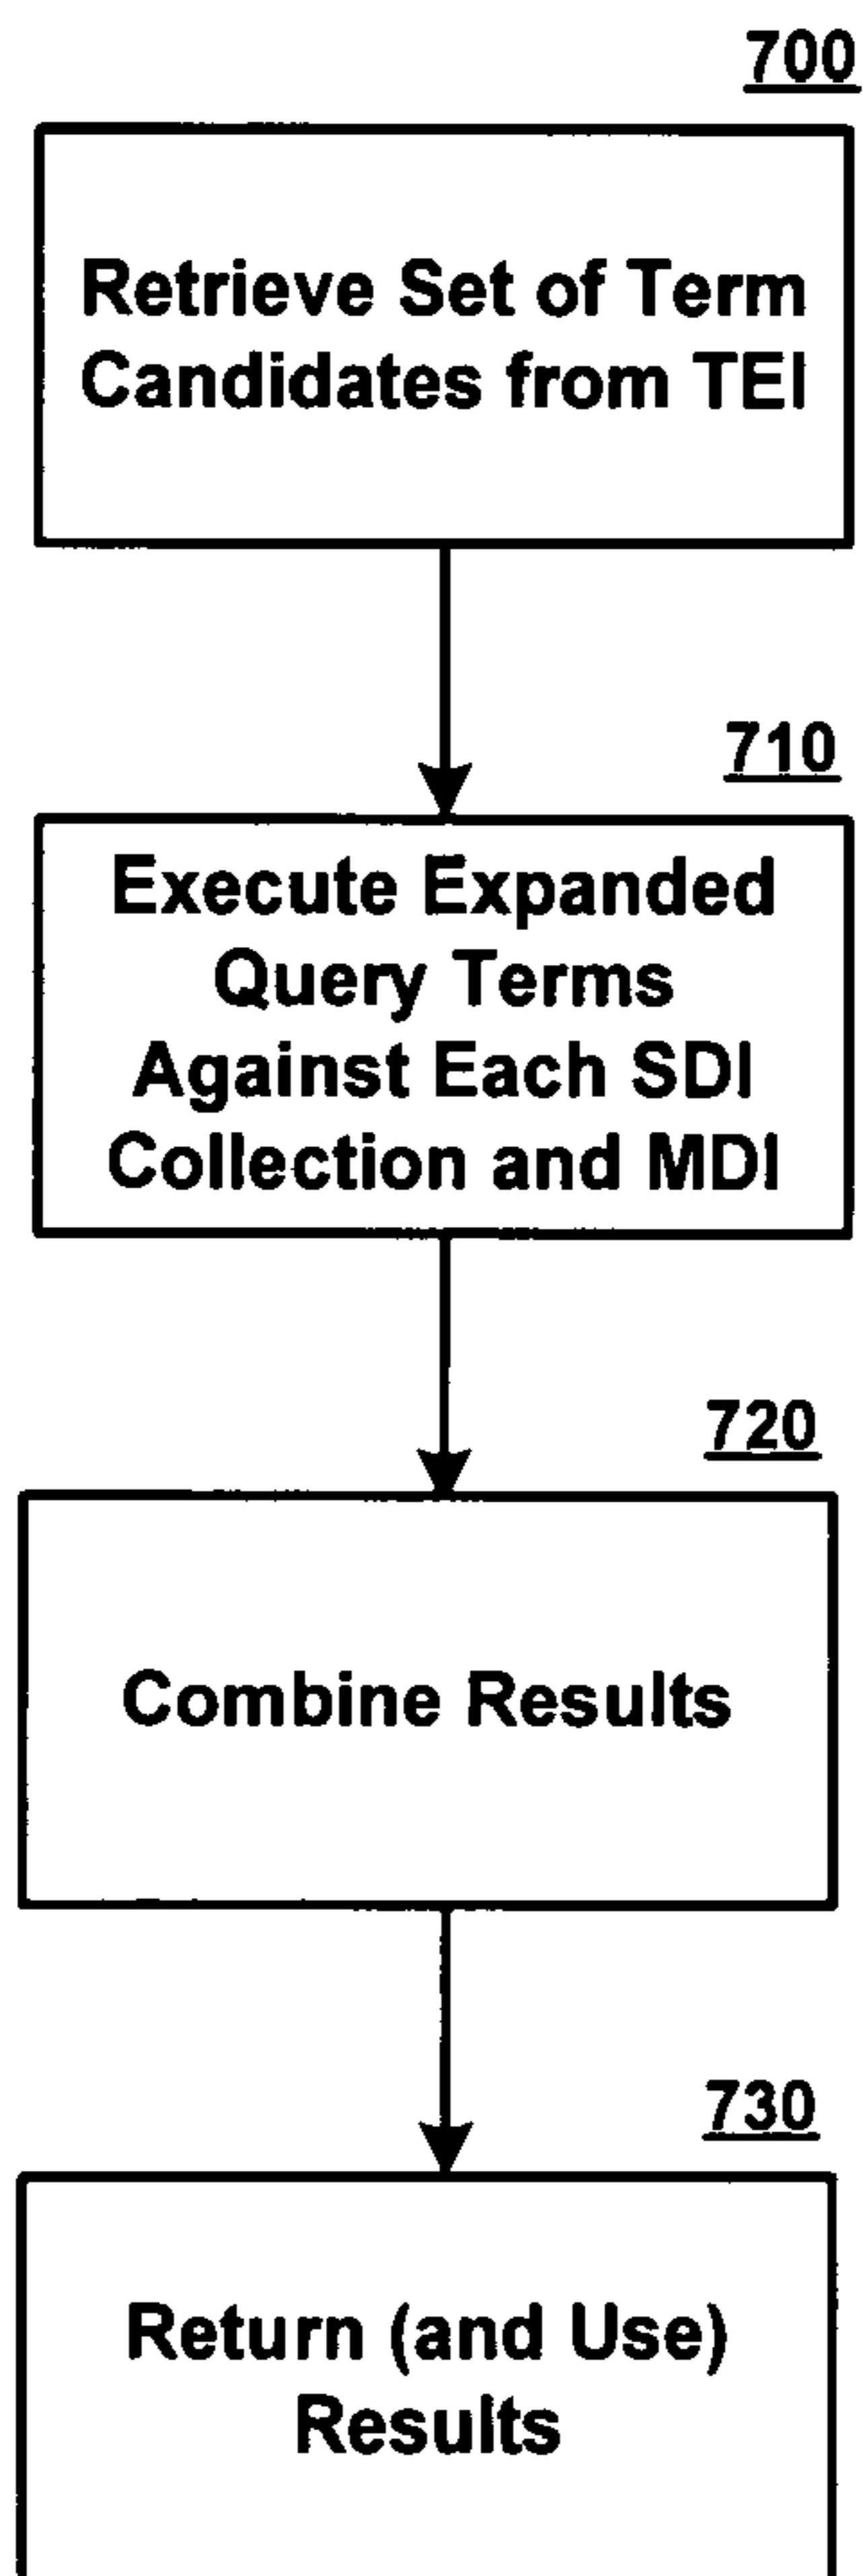 700
Retrieve Set of Term
Candidates from TEI
710
Execute Expanded
Query Terms
Against Each SDI
Collection and MDI
720
Combine Results
730
Return (and Use)
Results